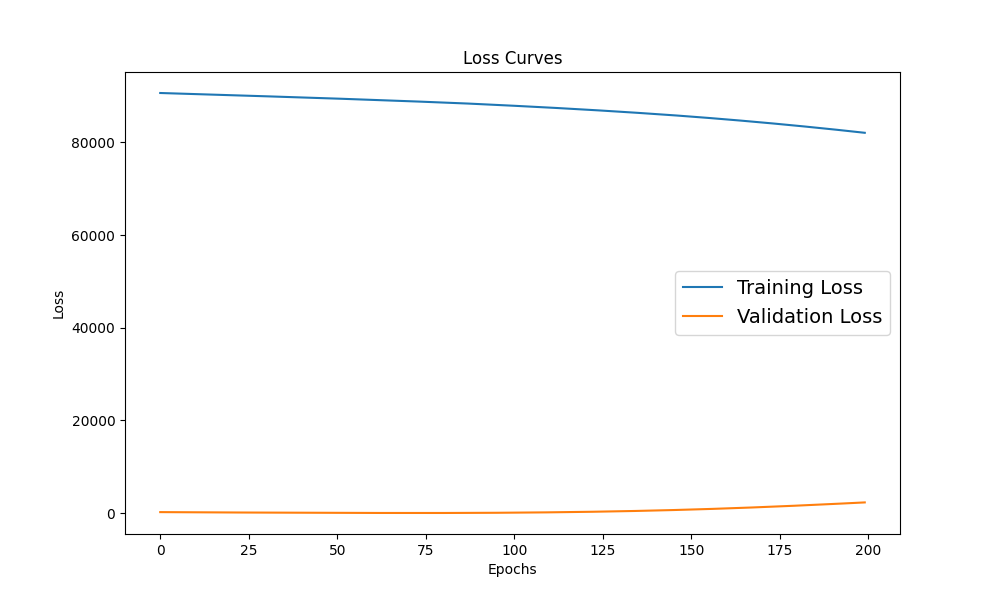 Loss Curves
80000
60000
40000
20000
0
Loss
Training Loss
Validation Loss
0 25 50 75 100 125 150 175 200
Epochs